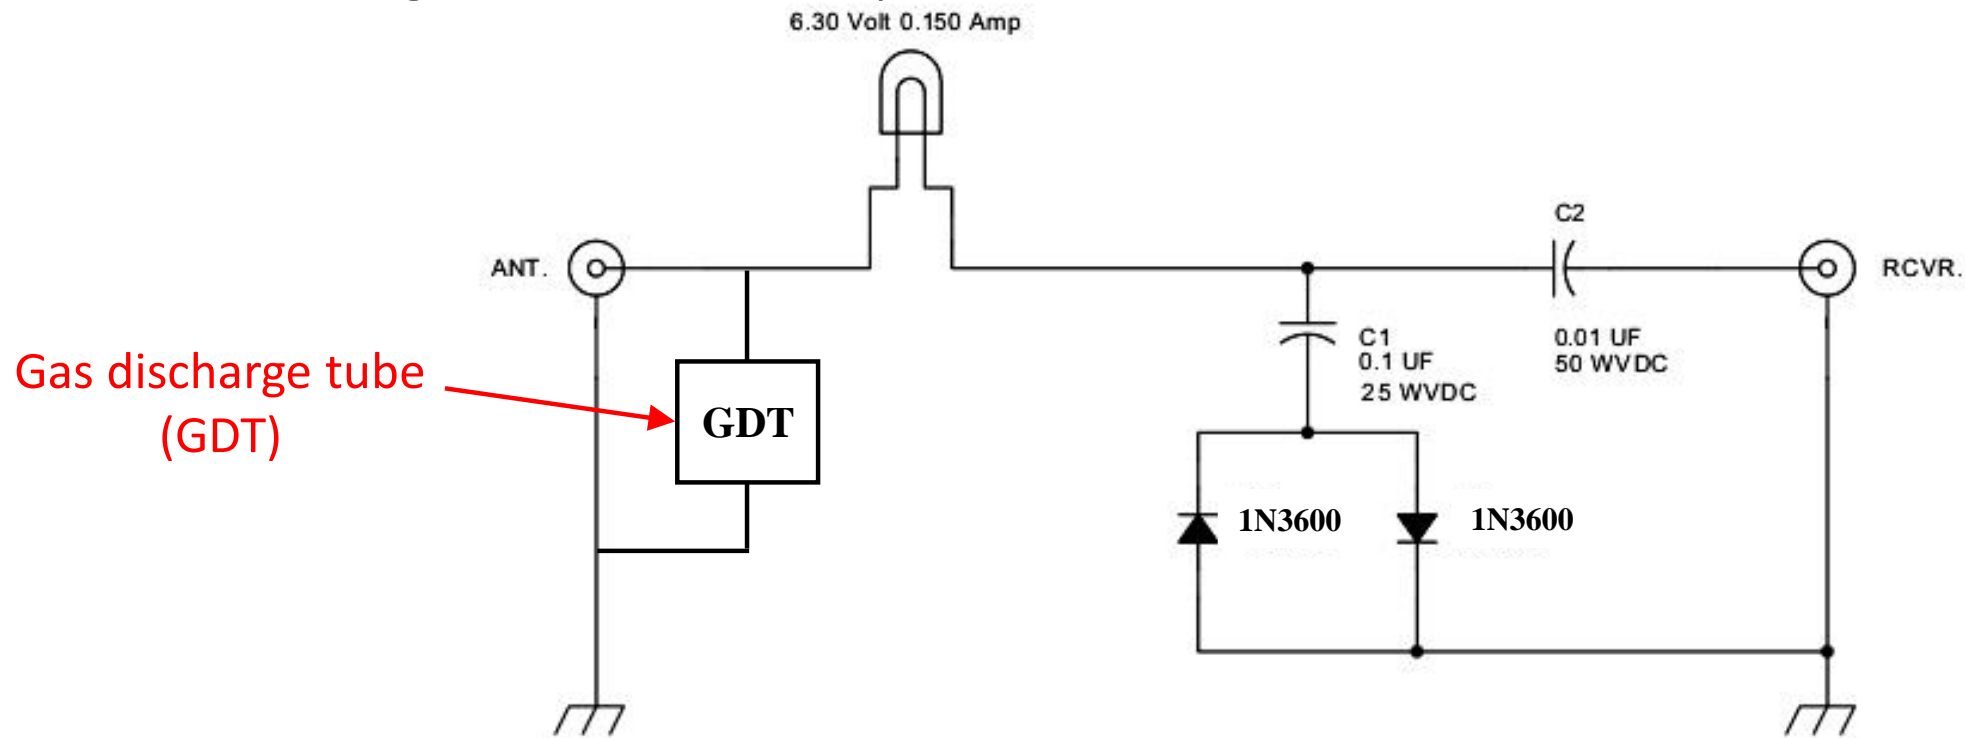 6.30 Volt 0.150 Amp
C2
ANT.
RCVR.
0.01 UF
50 WVDC
C1
0.1 UF
25 WVDC
Gas discharge tube
(GDT)
GDT
1N3600
1N3600